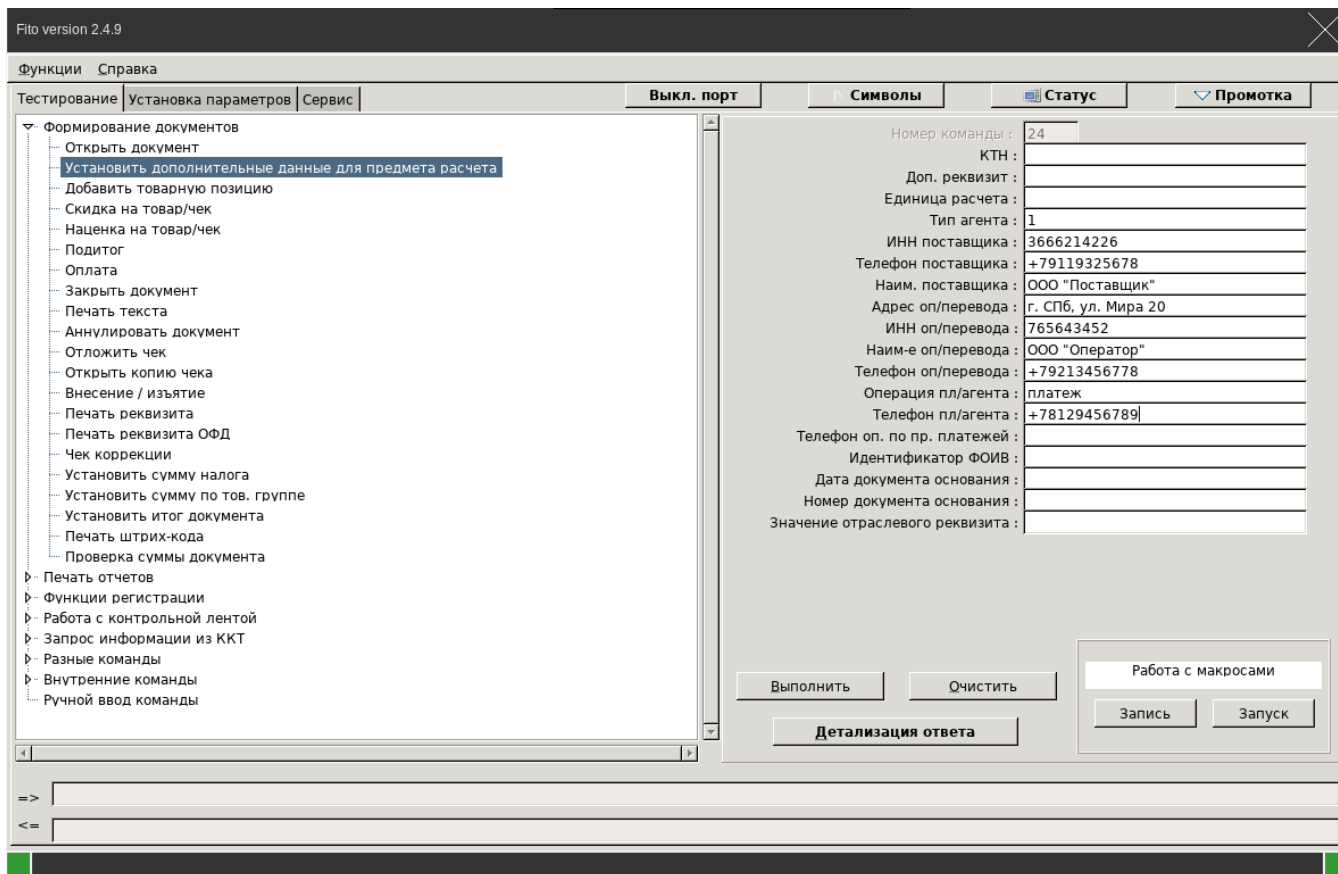 Fito version 2.4.9
Функции Справка
Тестирование Установка параметров Сервис Выкл. порт Символы Статус Промотка
Формирование документов
Открыть документ
Установить дополнительные данные для предмета расчета
Добавить товарную позицию
Скидка на товар/чек
Наценка на товар/чек
Подитог
Оплата
Закрыть документ
Печать текста
Аннулировать документ
Отложить чек
Открыть копию чека
Внесение / изъятие
Печать реквизита
Печать реквизита ОФД
Чек коррекции
Установить сумму налога
Установить сумму по тов. группе
Установить итог документа
Печать штрих-кода
Проверка суммы документа
Печать отчетов
Функции регистрации
Работа с контрольной лентой
Запрос информации из ККТ
Разные команды
Внутренние команды
Ручной ввод команды
Номер команды : 24
КТН :
Доп. реквизит :
Единица расчета :
Тип агента : 1
ИНН поставщика : 3666214226
Телефон поставщика : +79119325678
Наим. поставщика : ООО "Поставщик"
Адрес оп/перевода : г. СПб, ул. Мира 20
ИНН оп/перевода : 765643452
Наим-е оп/перевода : ООО "Оператор"
Телефон оп/перевода : +79213456778
Операция пл/агента : платеж
Телефон пл/агента : +78129456789
Телефон оп. по пр. платежей :
Идентификатор ФОИВ :
Дата документа основания :
Номер документа основания :
Значение отраслевого реквизита :
Выполнить Очистить
Детализация ответа
Работа с макросами
Запись Запуск
=>
<=